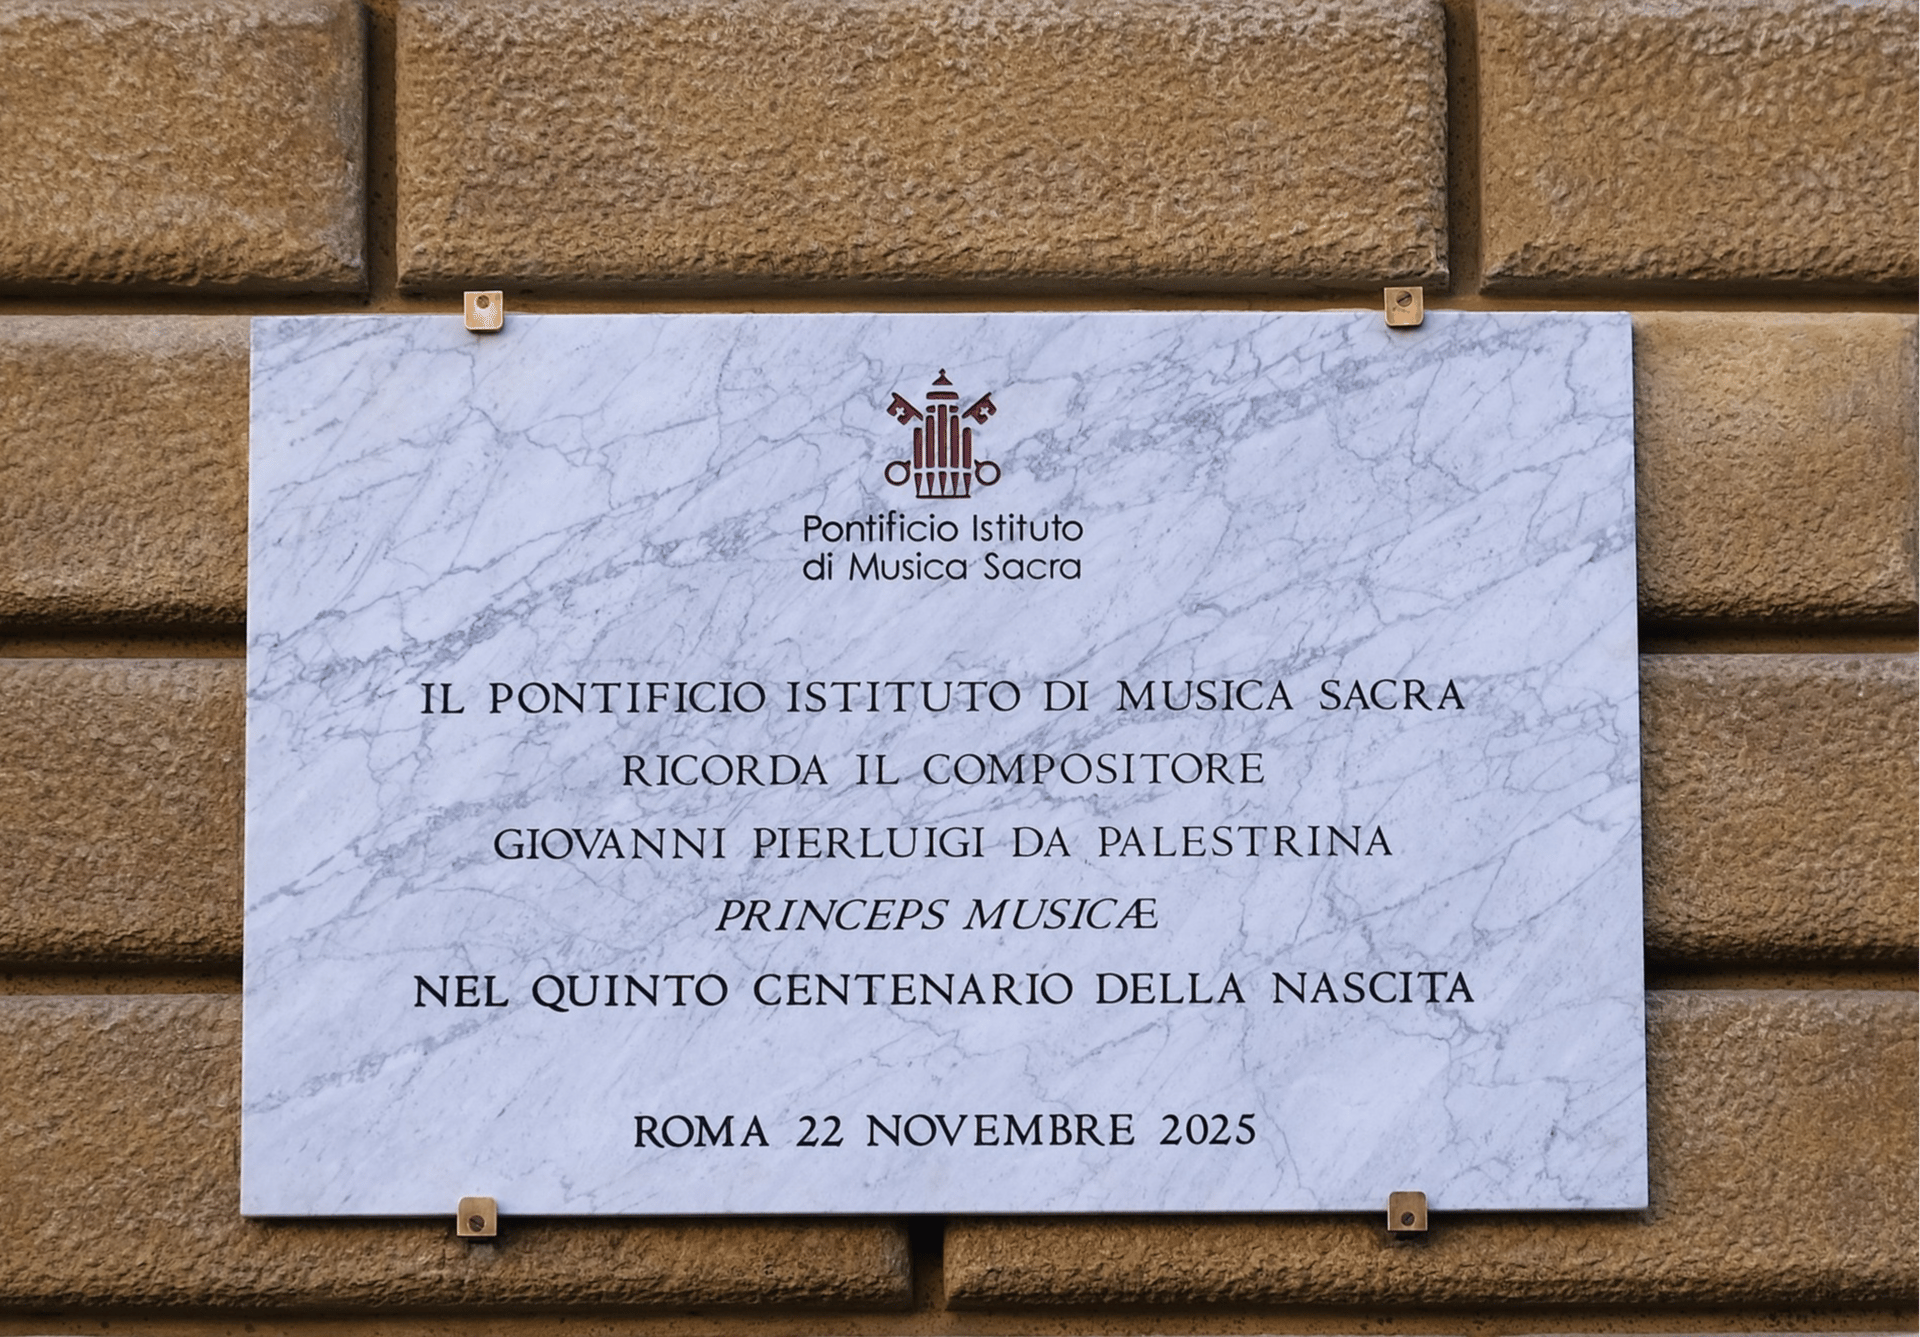 Pontificio Istituto
di Musica Sacra
IL PONTIFICIO ISTITUTO DI MUSICA SACRA
RICORDA IL COMPOSITORE
GIOVANNI PIERLUIGI DA PALESTRINA
PRINCEPS MUSICÆ
NEL QUINTO CENTENARIO DELLA NASCITA
ROMA 22 NOVEMBRE 2025